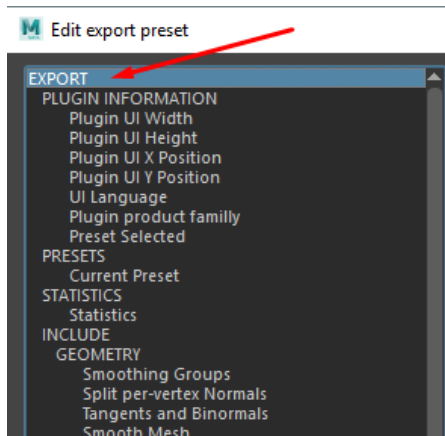 Edit export preset
EXPORT
PLUGIN INFORMATION
Plugin UI Width
Plugin UI Height
Plugin UI X Position
Plugin UI Y Position
UI Language
Plugin product familly
Preset Selected
PRESETS
Current Preset
STATISTICS
Statistics
INCLUDE
GEOMETRY
Smoothing Groups
Split per-vertex Normals
Tangents and Binormals
Smooth Mesh